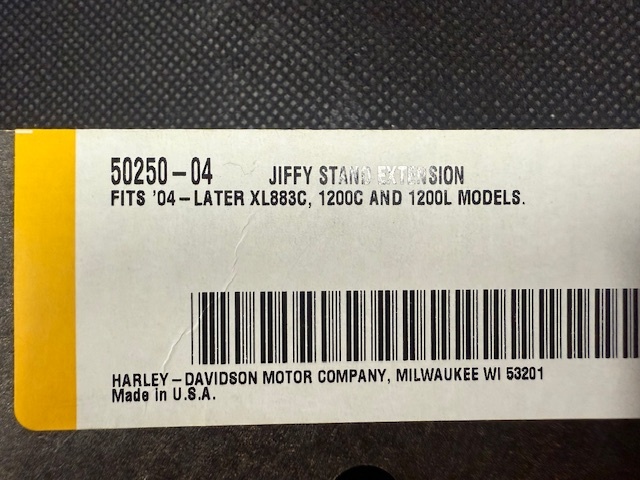 50250-04 JIFFY STAND EXTENSION
FITS '04-LATER XL883C, 1200C AND 1200L MODELS.
HARLEY-DAVIDSON MOTOR COMPANY, MILWAUKEE WI 53201
Made in U.S.A.